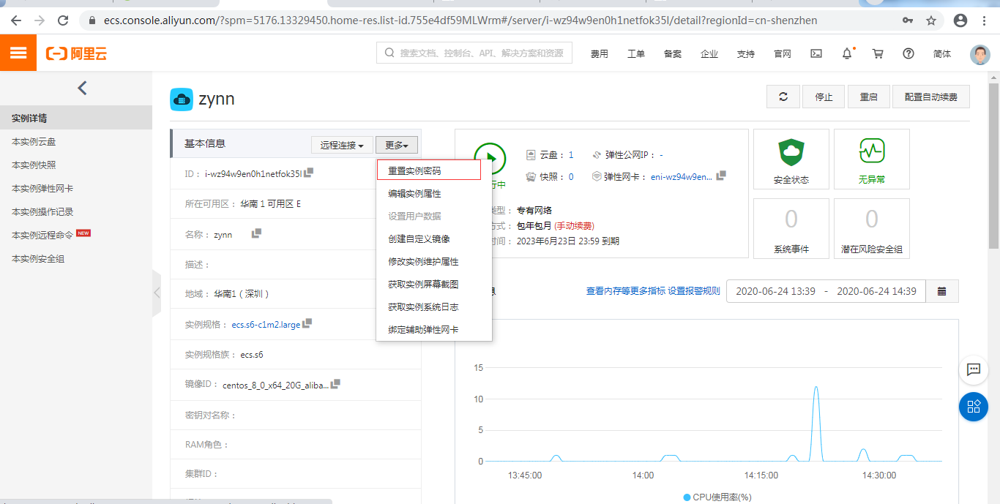 ecs.console.aliyun.com/?spm=5176.13329450.home-res.list-id.755e4df59MLWrm#/server/i-wz94w9en0h1netfok35l/detail?regionId=cn-shenzhen
阿里云
搜索文档、控制台、API、解决方案和资源
费用
工单
备案
企业
支持
官网
简体
实例详情
本实例云盘
本实例快照
本实例弹性网卡
本实例操作记录
本实例远程命令 NEW
本实例安全组
zynn
停止
重启
配置自动续费
基本信息
远程连接
更多
ID： i-wz94w9en0h1netfok35l
所在可用区： 华南 1 可用区 E
名称： zynn
描述：
地域： 华南1（深圳）
实例规格： ecs.s6-c1m2.large
实例规格族： ecs.s6
镜像ID： centos_8_0_x64_20G_aliba...
密钥对名称：
RAM角色：
集群ID：
重置实例密码
编辑实例属性
设置用户数据
创建自定义镜像
修改实例维护属性
获取实例屏幕截图
获取实例系统日志
绑定辅助弹性网卡
行中
云盘： 1
弹性公网IP： -
快照： 0
弹性网卡： eni-wz94w9en...
类型： 专有网络
方式： 包年包月 (手动续费)
时间： 2023年6月23日 23:59 到期
安全状态
无异常
0
系统事件
0
潜在风险安全组
息
查看内存等更多指标 设置报警规则
2020-06-24 13:39 - 2020-06-24 14:39
15
10
5
0
13:45:00
14:00
14:15:00
14:30:00
CPU使用率(%)